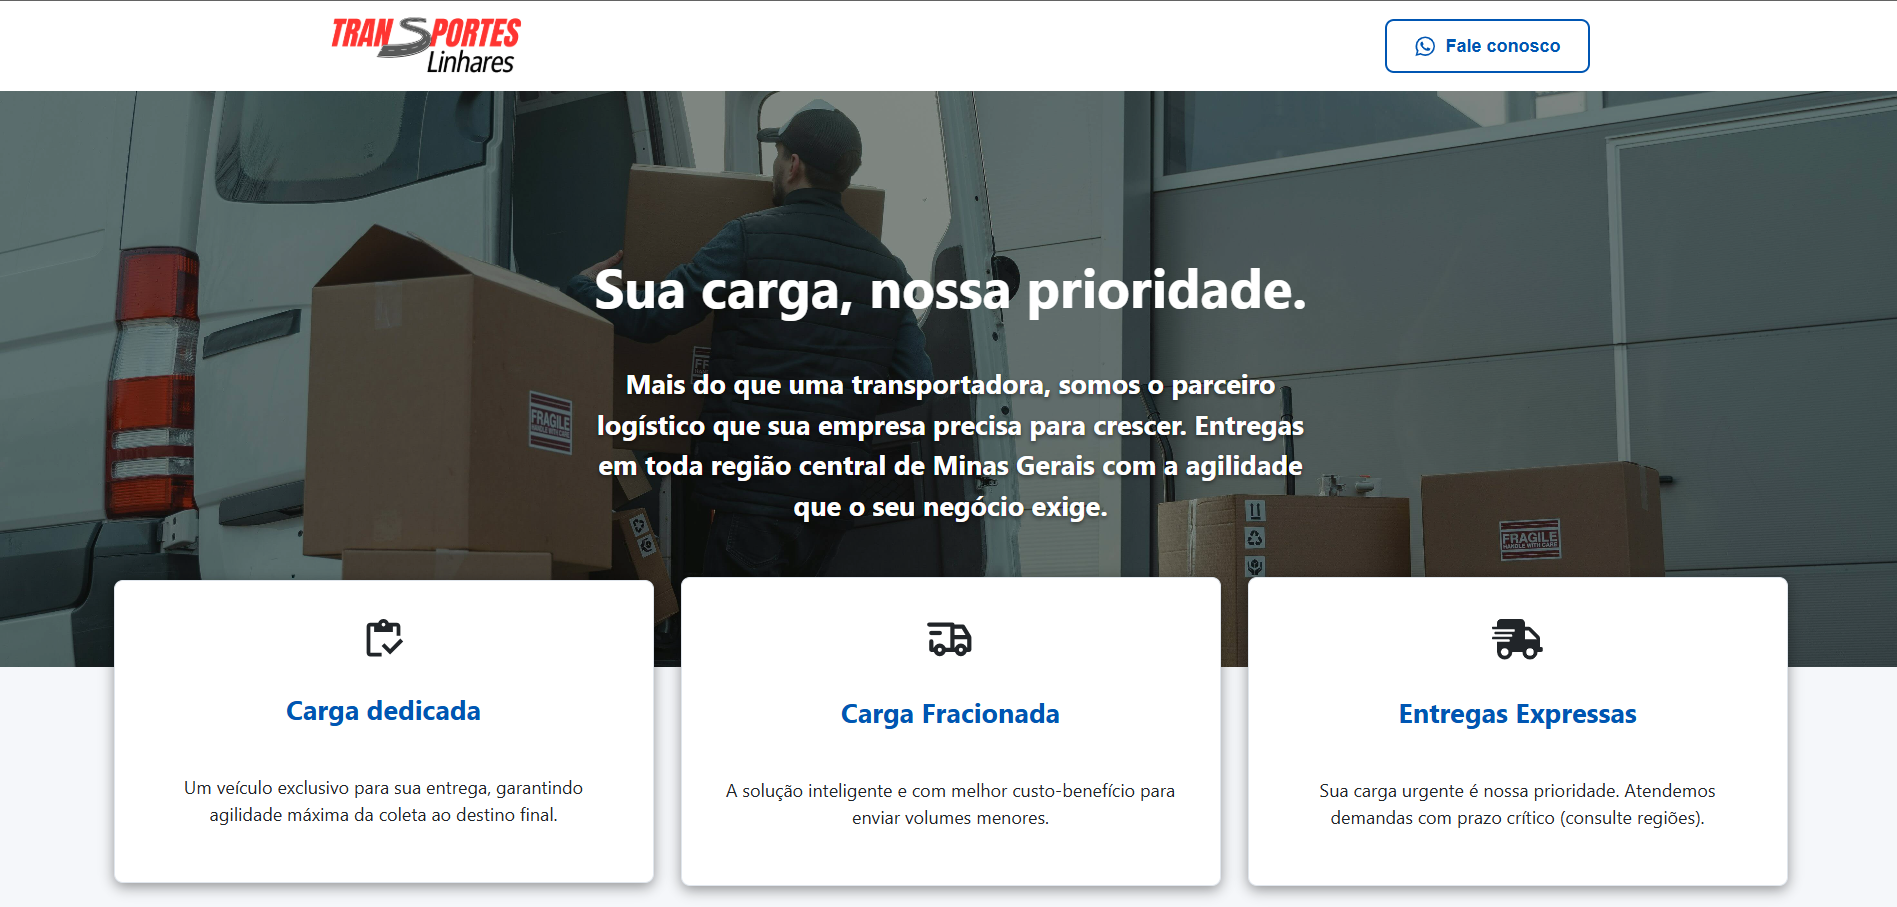 TRANSPORTES
Linhares
Fale conosco
Sua carga, nossa prioridade.
Mais do que uma transportadora, somos o parceiro
logístico que sua empresa precisa para crescer. Entregas
em toda região central de Minas Gerais com a agilidade
que o seu negócio exige.
FRAGILE
HANDLE WITH CARE
FRAGILE
HANDLE WITH CARE
Carga dedicada
Um veículo exclusivo para sua entrega, garantindo
agilidade máxima da coleta ao destino final.
Carga Fracionada
A solução inteligente e com melhor custo-benefício para
enviar volumes menores.
Entregas Expressas
Sua carga urgente é nossa prioridade. Atendemos
demandas com prazo crítico (consulte regiões).